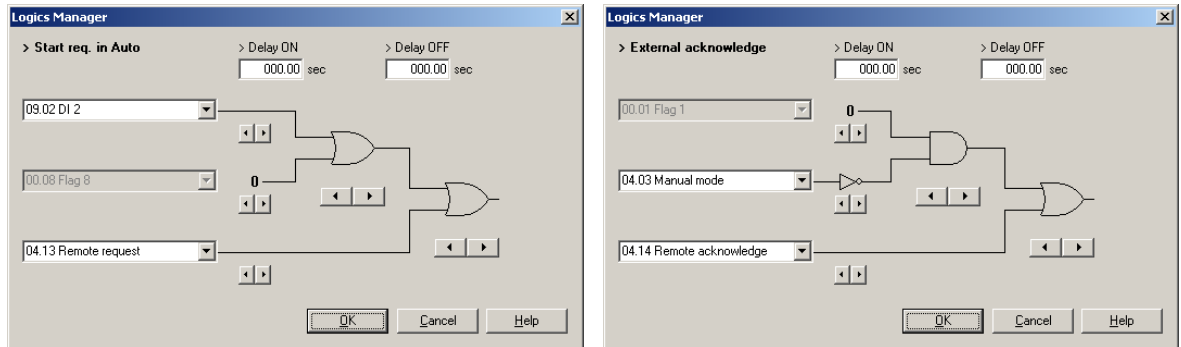 Logics Manager
> Start req. in Auto
> Delay ON
> Delay OFF
000.00 sec
000.00 sec
09.02 DI 2
00.08 Flag 8
0
04.13 Remote request
OK
Cancel
Help
Logics Manager
> External acknowledge
> Delay ON
> Delay OFF
000.00 sec
000.00 sec
00.01 Flag 1
0
04.03 Manual mode
04.14 Remote acknowledge
OK
Cancel
Help